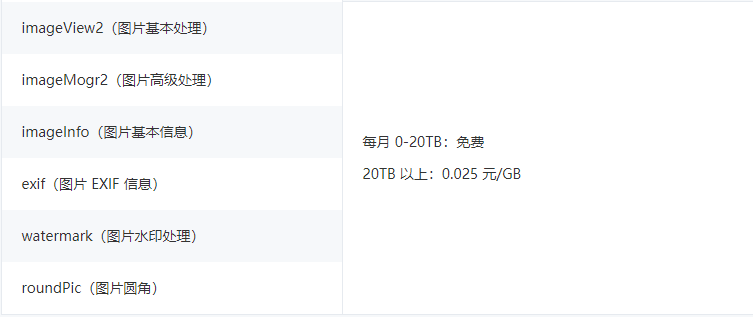 imageView2（图片基本处理）
imageMogr2（图片高级处理）
imageInfo（图片基本信息）
exif（图片 EXIF 信息）
watermark（图片水印处理）
roundPic（图片圆角）
每月 0-20TB：免费
20TB 以上：0.025 元/GB